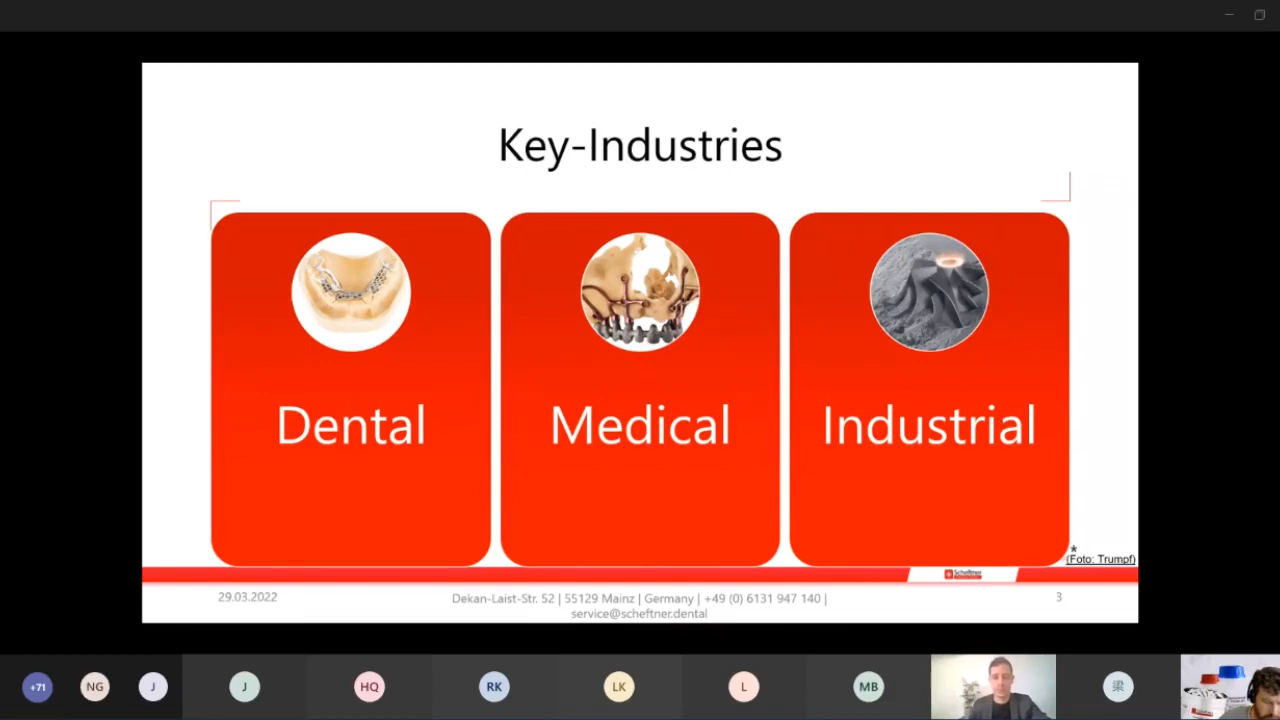 Key-Industries
Dental
Medical
Industrial
*
(Foto: Trumpf)
Scheftner
29.03.2022
Dekan-Laist-Str. 52 | 55129 Mainz | Germany | +49 (0) 6131 947 140 |
service@scheftner.dental
3
+71
NG
J
J
HQ
RK
LK
L
MB
梁